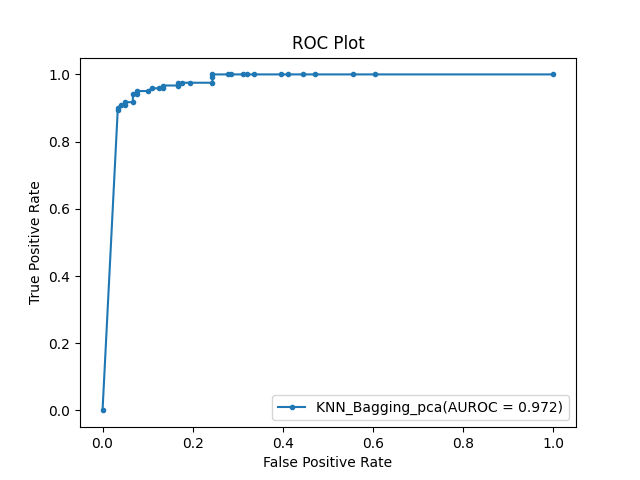 ROC Plot
True Positive Rate
1.0
0.8
0.6
0.4
0.2
0.0
KNN_Bagging_pca(AUROC = 0.972)
0.0 0.2 0.4 0.6 0.8 1.0
False Positive Rate